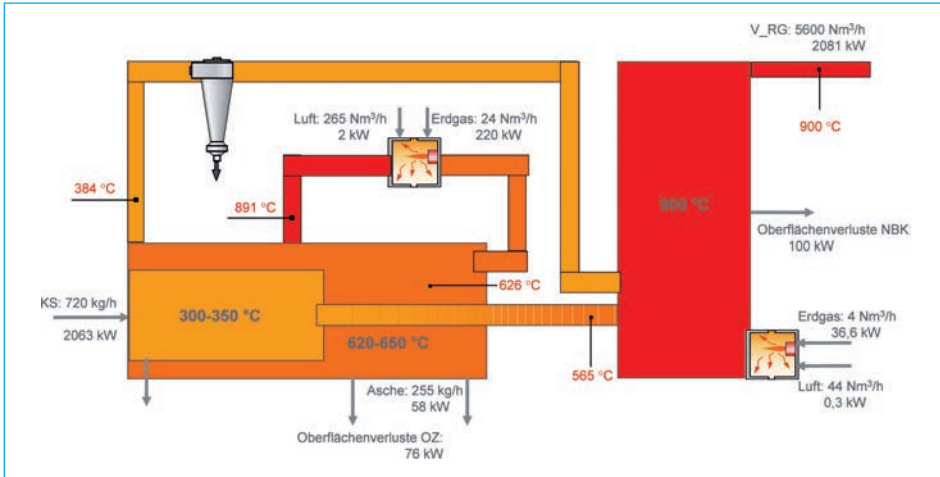 V_RG: 5600 Nm³/h
2081 kW
900 °C
Luft: 265 Nm³/h
2 kW
Erdgas: 24 Nm³/h
220 kW
384 °C
891 °C
900 °C
Oberflächenverluste NBK:
100 kW
626 °C
KS: 720 kg/h
2063 kW
300-350 °C
620-650 °C
565 °C
Erdgas: 4 Nm³/h
36,6 kW
Luft: 44 Nm³/h
0,3 kW
Asche: 255 kg/h
58 kW
Oberflächenverluste OZ:
76 kW